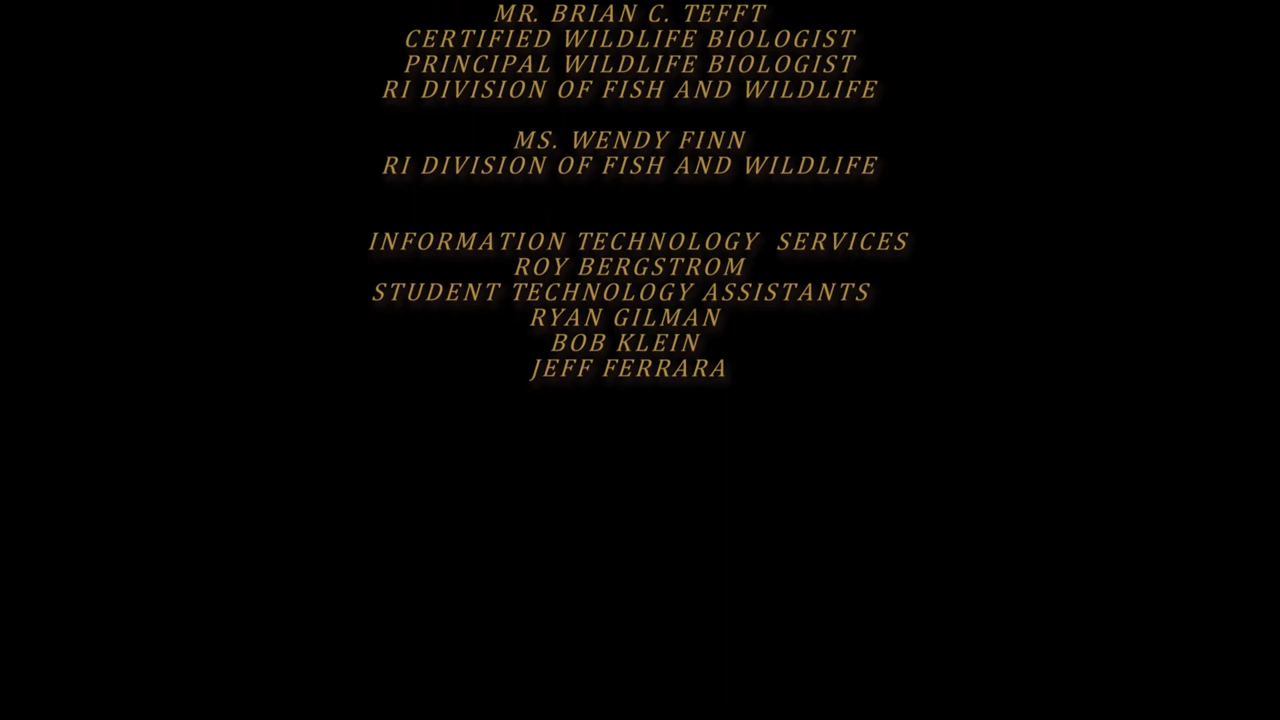 MR. BRIAN C. TEFFT
CERTIFIED WILDLIFE BIOLOGIST
PRINCIPAL WILDLIFE BIOLOGIST
RI DIVISION OF FISH AND WILDLIFE
MS. WENDY FINN
RI DIVISION OF FISH AND WILDLIFE
INFORMATION TECHNOLOGY SERVICES
ROY BERGSTROM
STUDENT TECHNOLOGY ASSISTANTS
RYAN GILMAN
BOB KLEIN
JEFF FERRARA